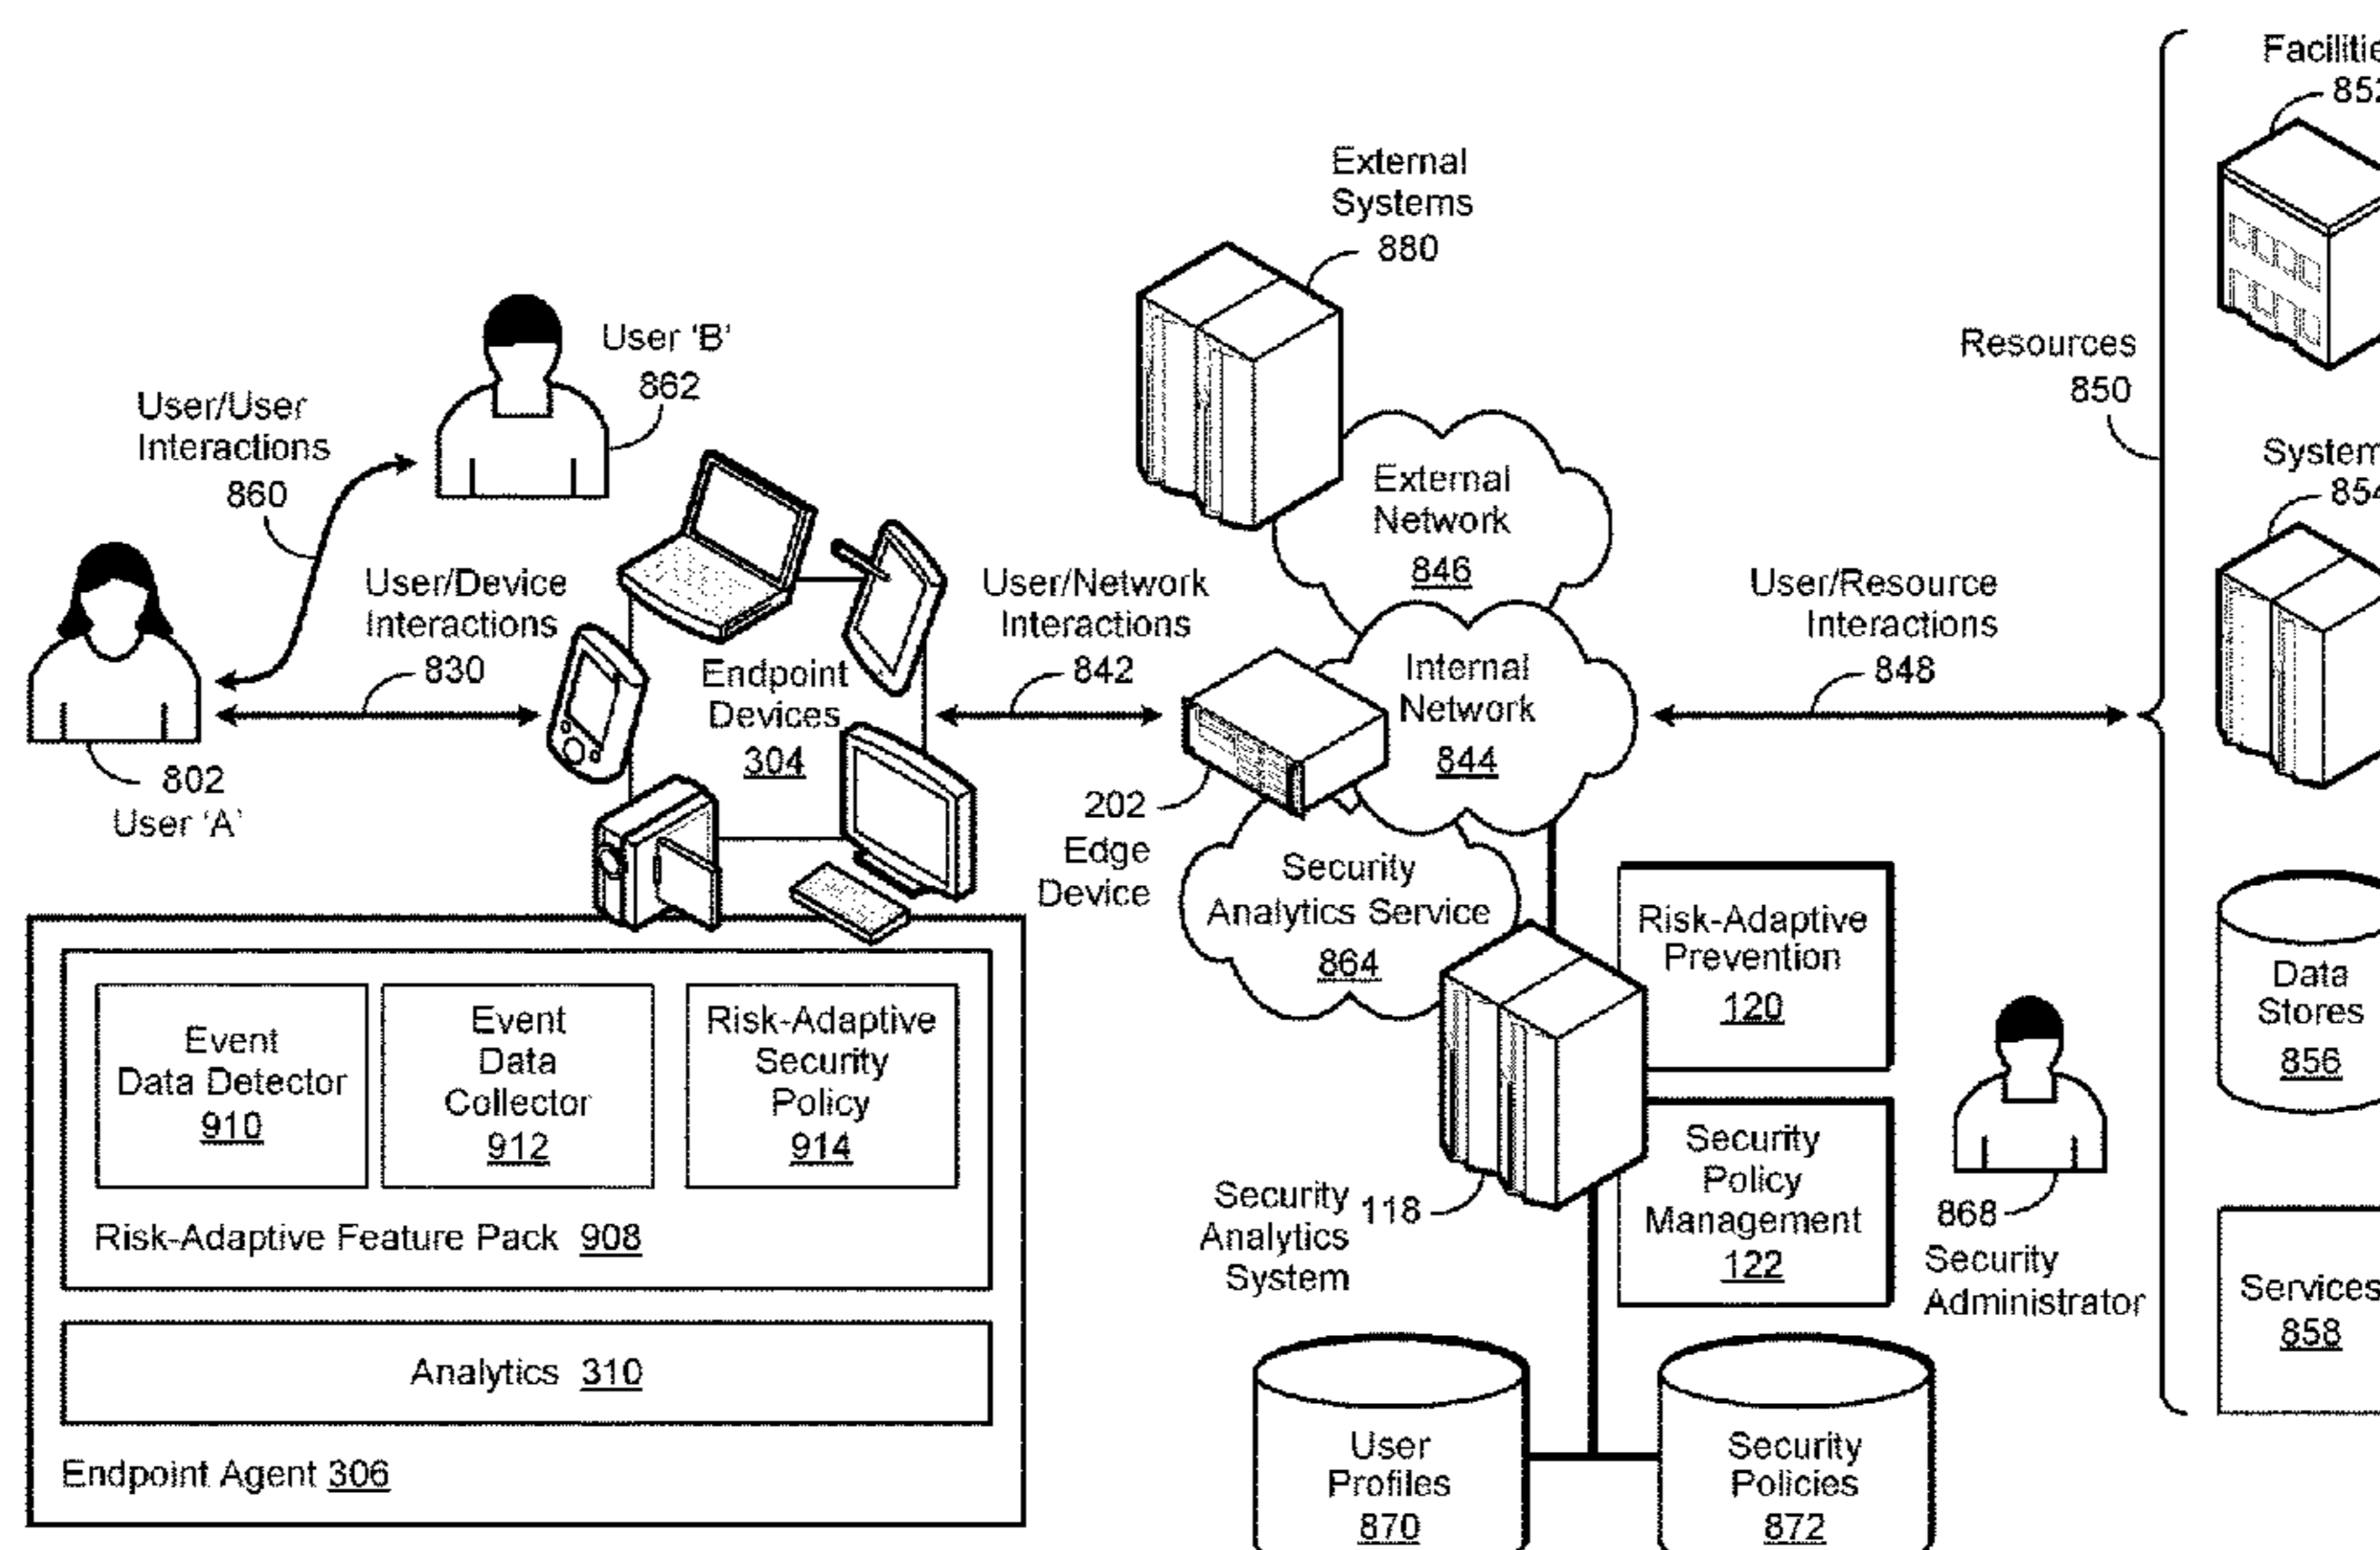 Facilitie
852
External
Systems
880
User ‘B’
862
User/User
Interactions
860
Resources
850
External
Network
846
System
854
User/Device
Interactions
830
User/Network
Interactions
842
User/Resource
Interactions
848
Endpoint
Devices
304
Internal
Network
844
802
User ‘A’
202
Edge
Device
Security
Analytics Service
864
Risk-Adaptive
Prevention
120
Data
Stores
856
Event
Data Detector
910
Event
Data
Collector
912
Risk-Adaptive
Security
Policy
914
Risk-Adaptive Feature Pack 908
Analytics 310
Endpoint Agent 306
Security
Analytics
System
118
Security
Policy
Management
122
868
Security
Administrator
Services
858
User
Profiles
870
Security
Policies
872